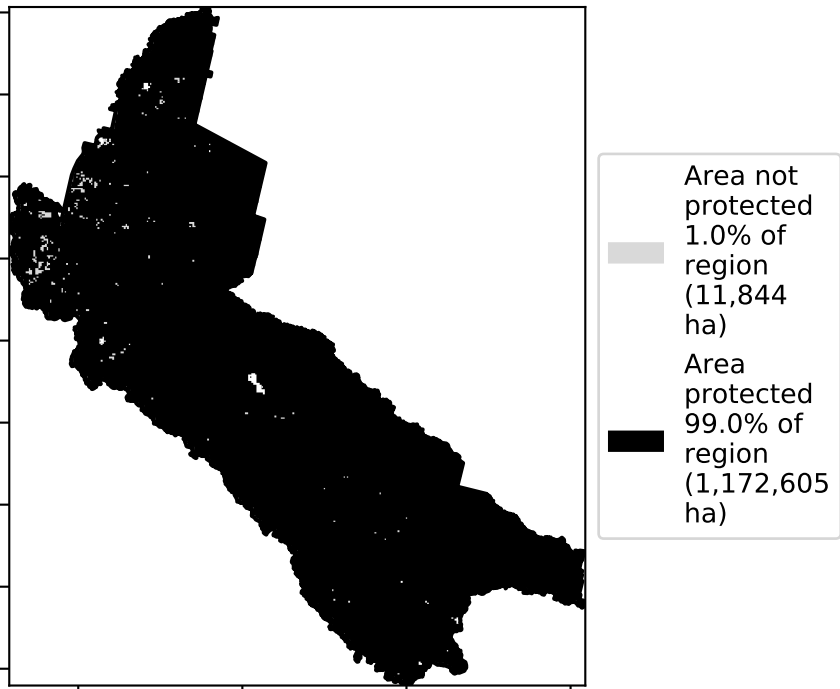 Area not
protected
1.0% of
region
(11,844
ha)
Area
protected
99.0% of
region
(1,172,605
ha)